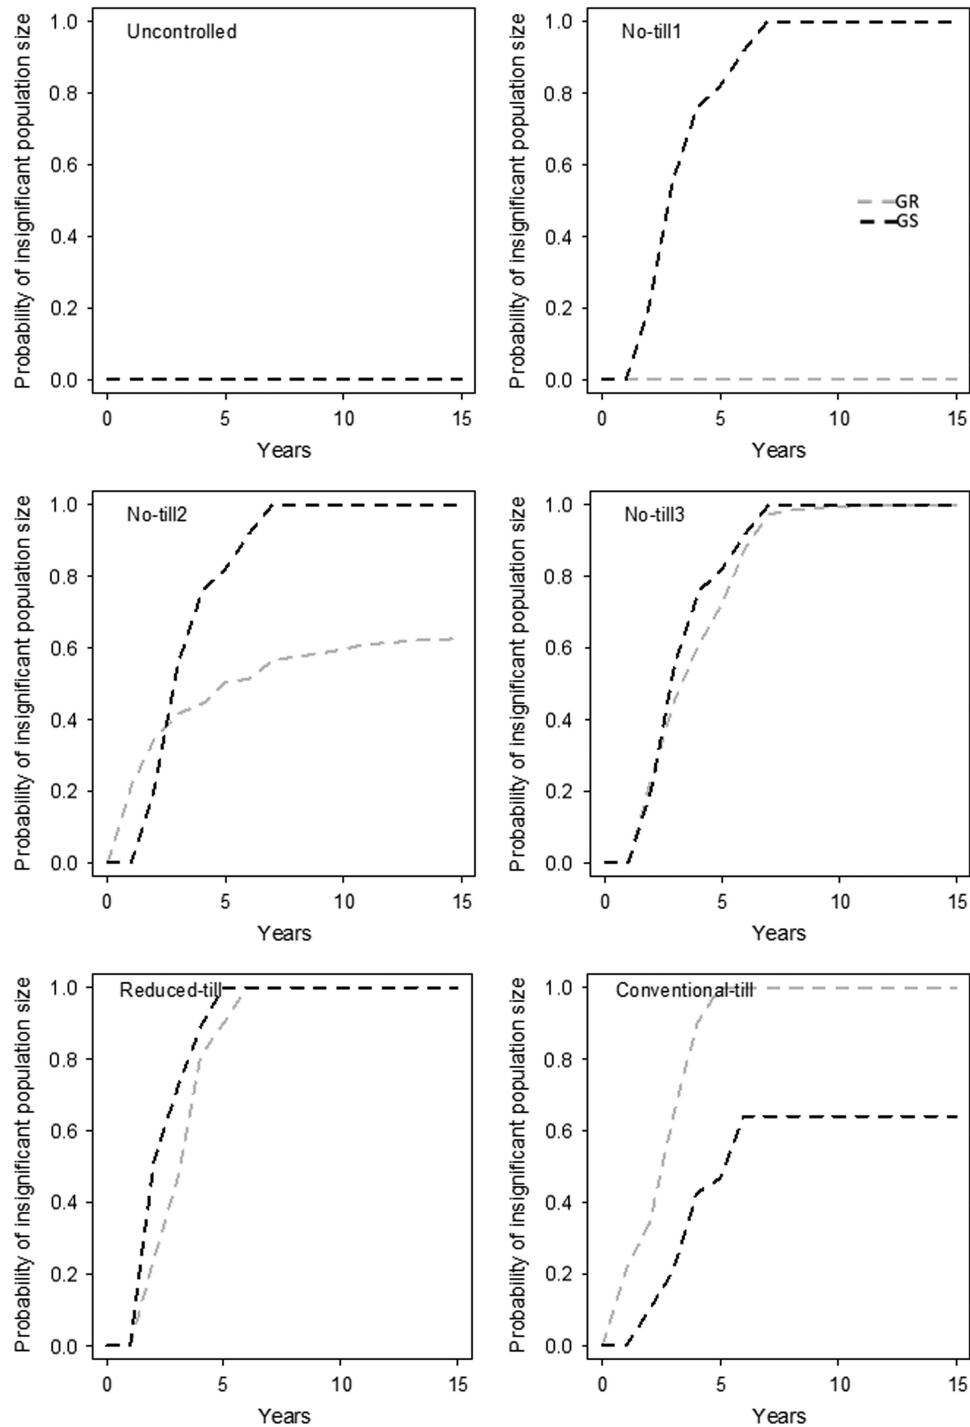 Probability of insignificant population size
1.0
0.8
0.6
0.4
0.2
0.0
Uncontrolled
0 5 10 15
Years
Probability of insignificant population size
1.0
0.8
0.6
0.4
0.2
0.0
No-till1
GR
GS
0 5 10 15
Years
Probability of insignificant population size
1.0
0.8
0.6
0.4
0.2
0.0
No-till2
0 5 10 15
Years
Probability of insignificant population size
1.0
0.8
0.6
0.4
0.2
0.0
No-till3
0 5 10 15
Years
Probability of insignificant population size
1.0
0.8
0.6
0.4
0.2
0.0
Reduced-till
0 5 10 15
Years
Probability of insignificant population size
1.0
0.8
0.6
0.4
0.2
0.0
Conventional-till
0 5 10 15
Years